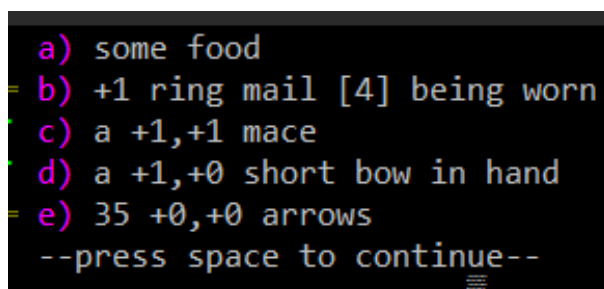 a) some food
b) +1 ring mail [4] being worn
c) a +1,+1 mace
d) a +1,+0 short bow in hand
e) 35 +0,+0 arrows
--press space to continue--